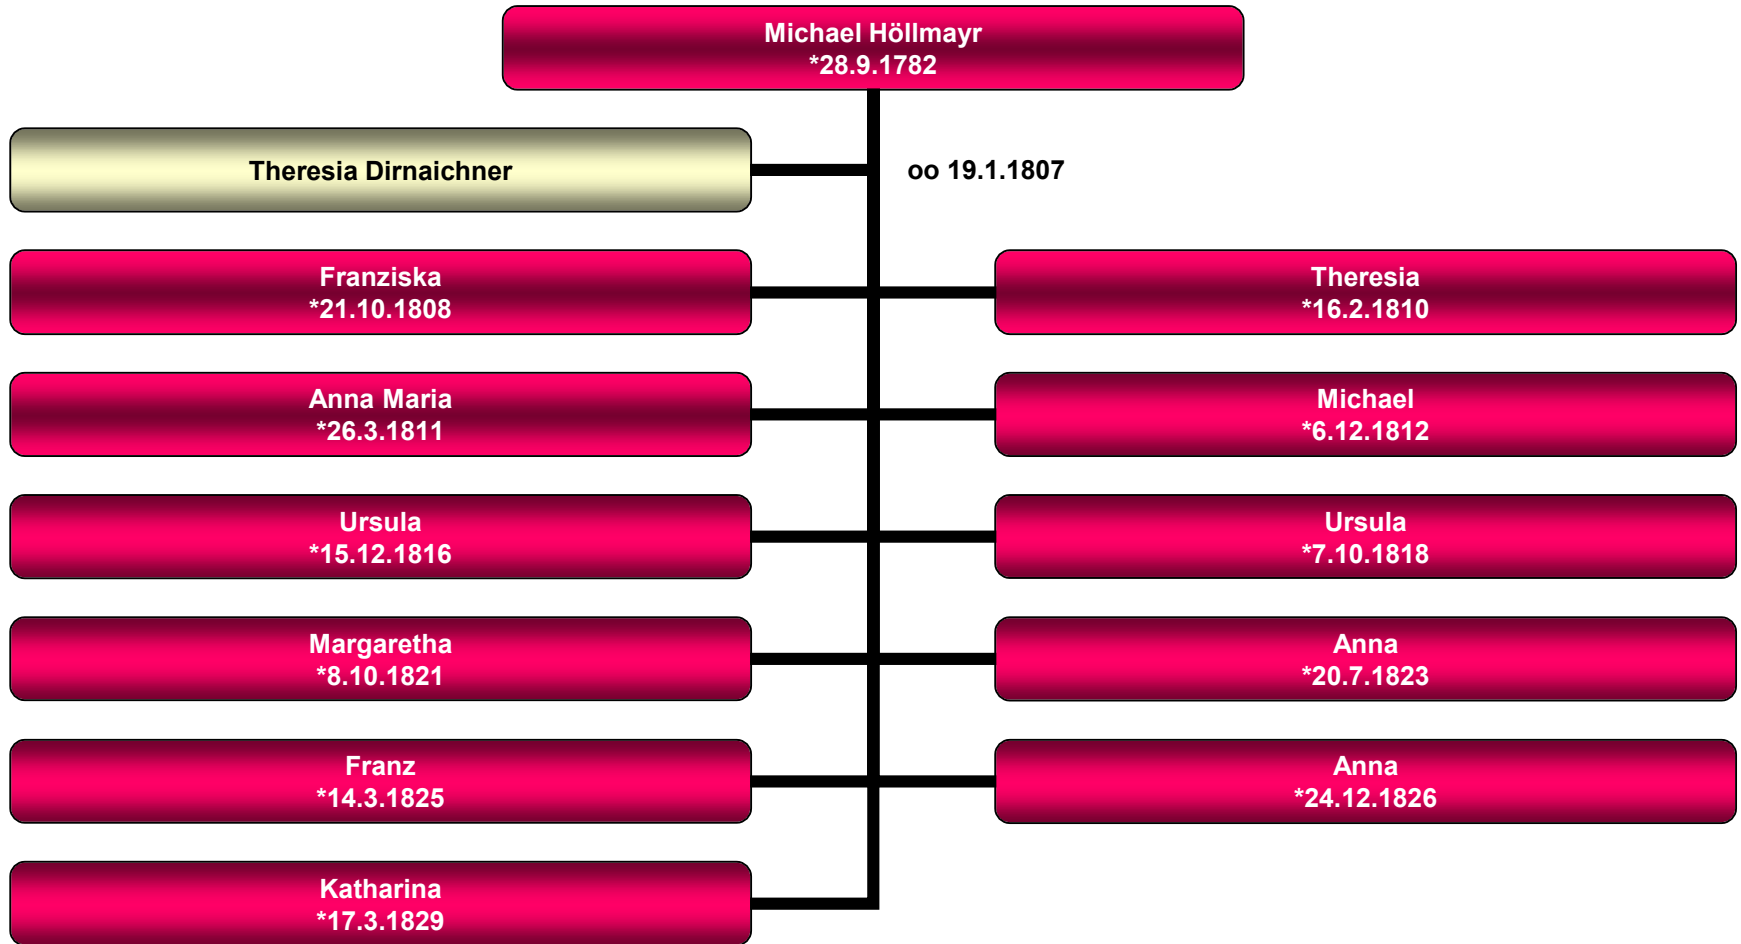 Michael Höllmayr
*28.9.1782
Theresia Dirnaichner
oo 19.1.1807
Franziska
*21.10.1808
Theresia
*16.2.1810
Anna Maria
*26.3.1811
Michael
*6.12.1812
Ursula
*15.12.1816
Ursula
*7.10.1818
Margaretha
*8.10.1821
Anna
*20.7.1823
Franz
*14.3.1825
Anna
*24.12.1826
Katharina
*17.3.1829